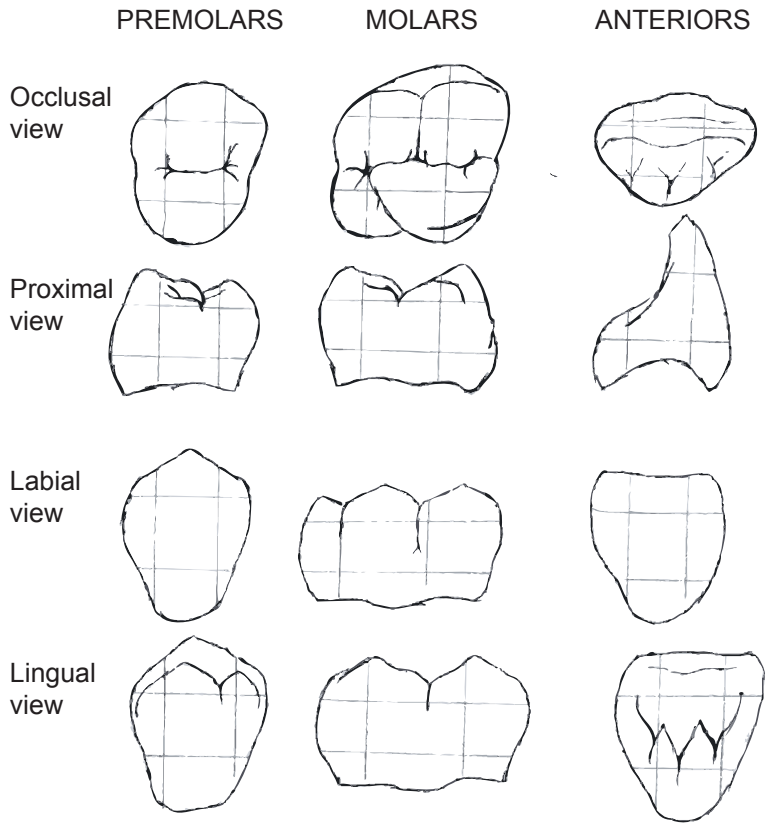 PREMOLARS MOLARS ANTERIORS
Occlusal
view
Proximal
view
Labial
view
Lingual
view